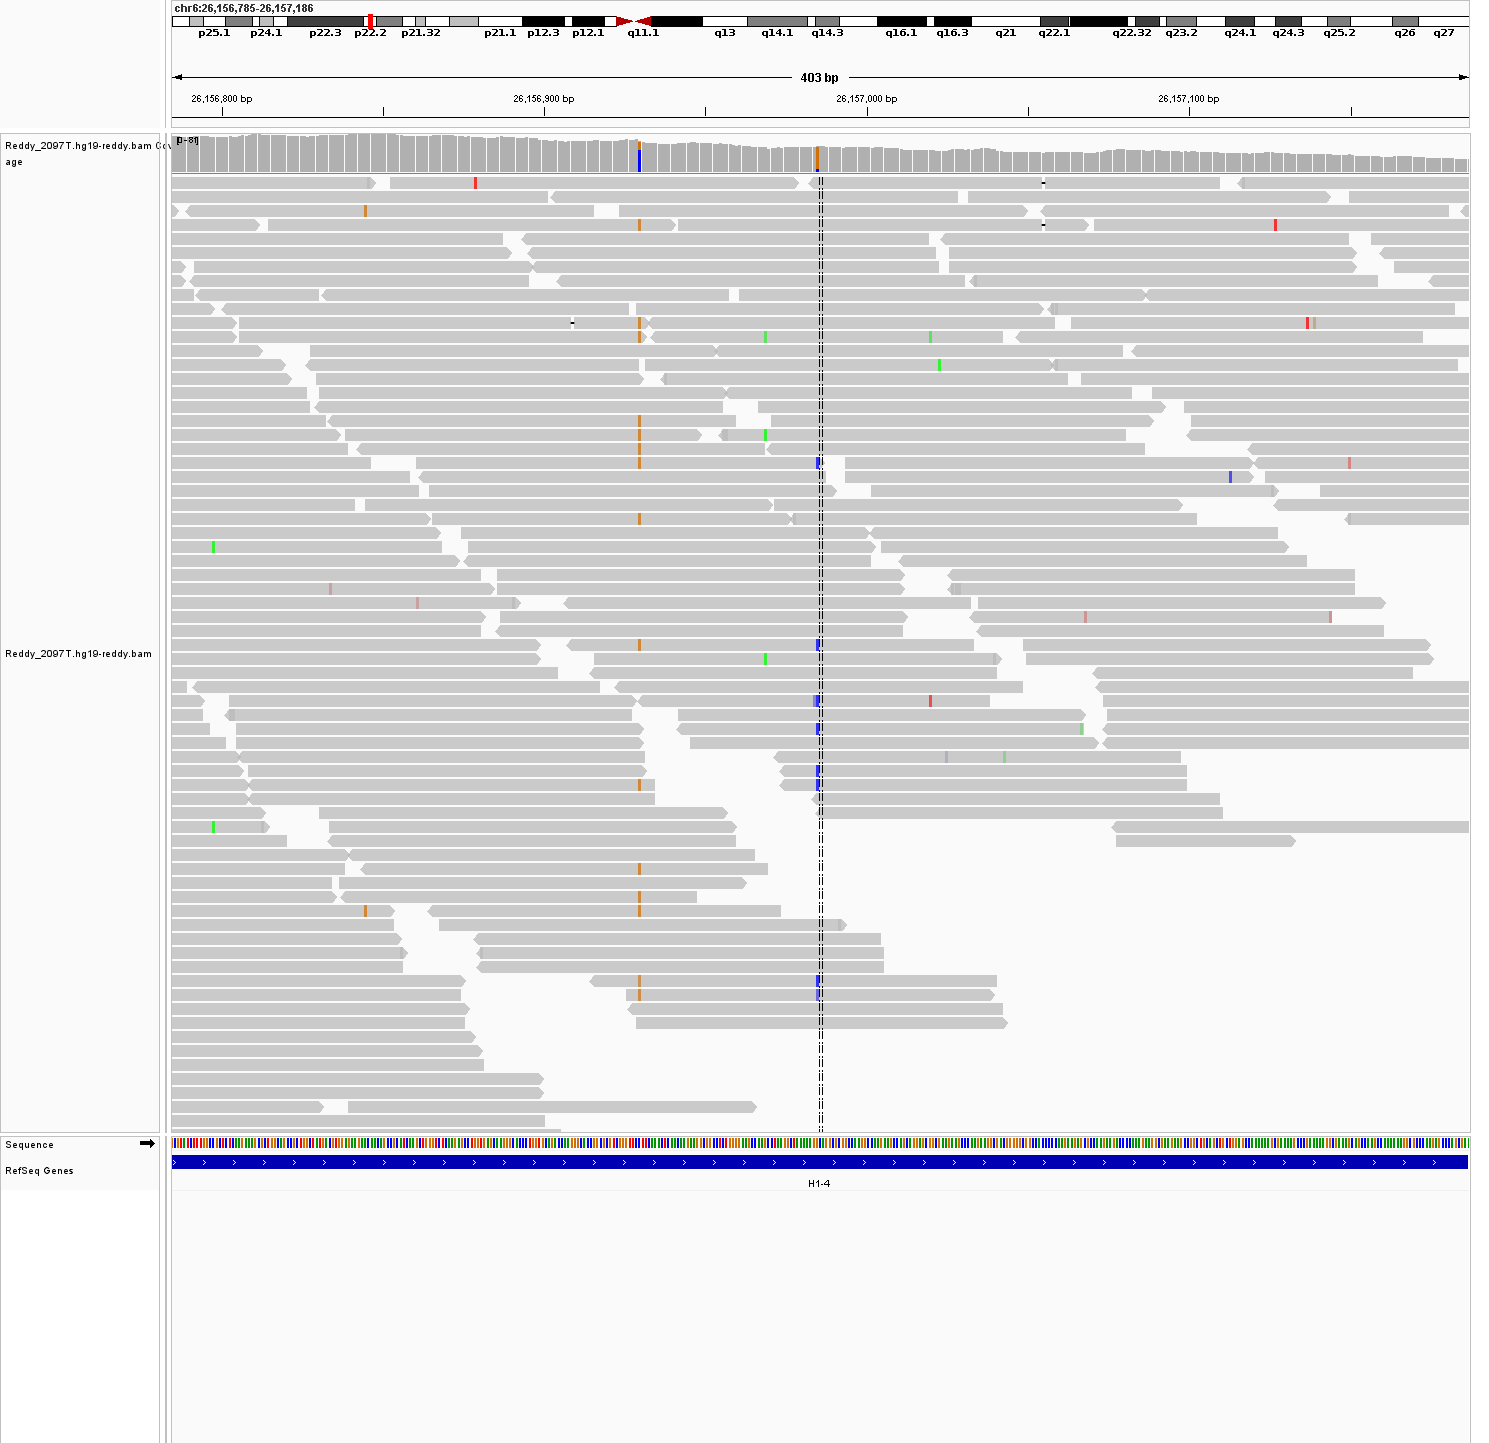 chr6:26,156,785-26,157,186
p25.1 p24.1 p22.3 p22.2 p21.32 p21.1 p12.3 p12.1 q11.1 q13 q14.1 q14.3 q16.1 q16.3 q21 q22.1 q22.32 q23.2 q24.1 q24.3 q25.2 q26 q27
403 bp
26,156,800 bp 26,156,900 bp 26,157,000 bp 26,157,100 bp
Reddy_2097T.hg19-reddy.bam Cov
age
[0-81]
Reddy_2097T.hg19-reddy.bam
Sequence
RefSeq Genes
H1-4